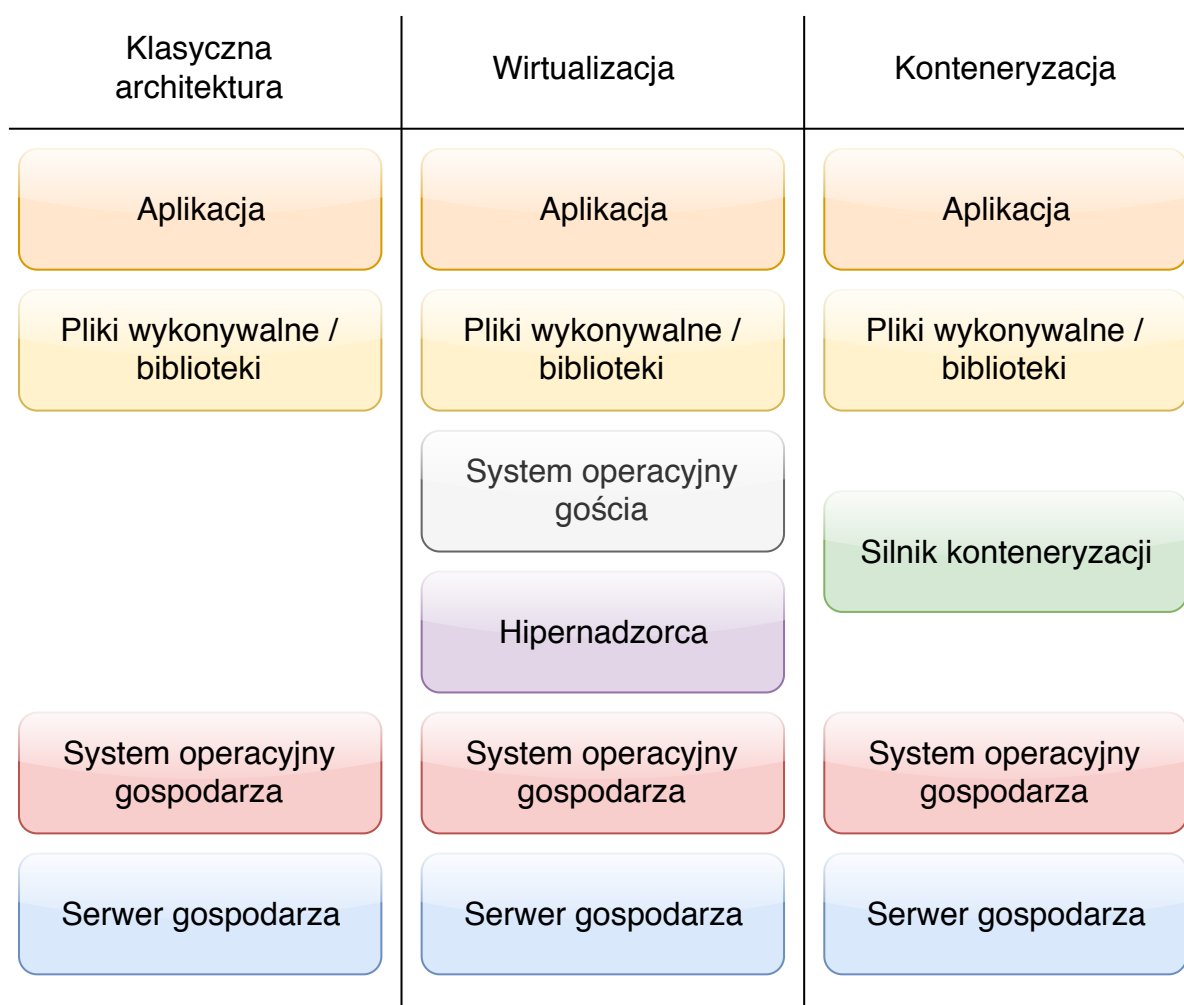 Klasyczna
architektura
Wirtualizacja
Konteneryzacja
Aplikacja
Aplikacja
Aplikacja
Pliki wykonywalne /
biblioteki
Pliki wykonywalne /
biblioteki
Pliki wykonywalne /
biblioteki
System operacyjny
gościa
Silnik konteneryzacji
Hipernadzorca
System operacyjny
gospodarza
System operacyjny
gospodarza
System operacyjny
gospodarza
Serwer gospodarza
Serwer gospodarza
Serwer gospodarza